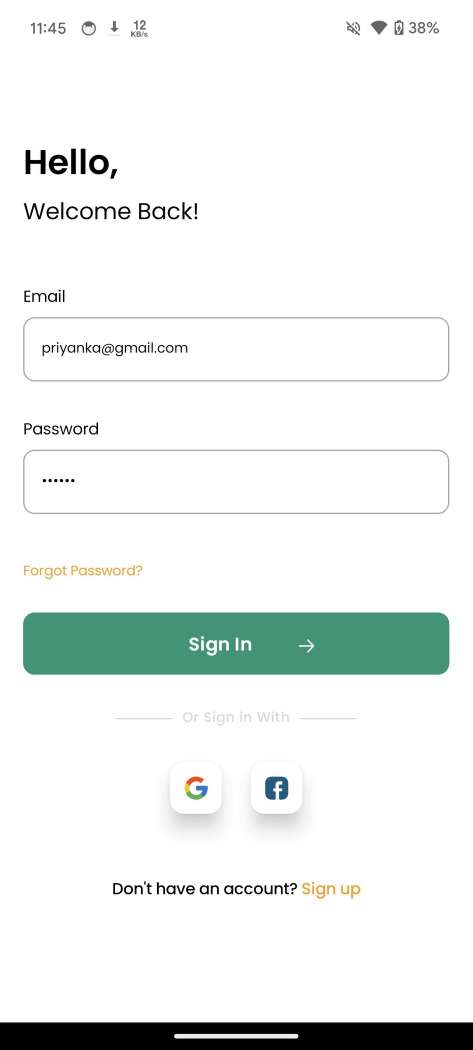 11:45 12 KB/s 38%
Hello,
Welcome Back!
Email
priyanka@gmail.com
Password
••••••
Forgot Password?
Sign In
Or Sign in With
Don't have an account? Sign up